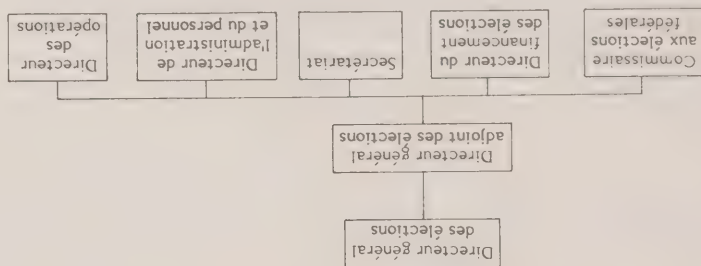 Directeur général
des élections
Directeur général
adjoint des élections
Commissaire
aux élections
fédérales
Directeur du
financement
des élections
Secrétariat
Directeur de
l'administration
et du personnel
Directeur
des
opérations